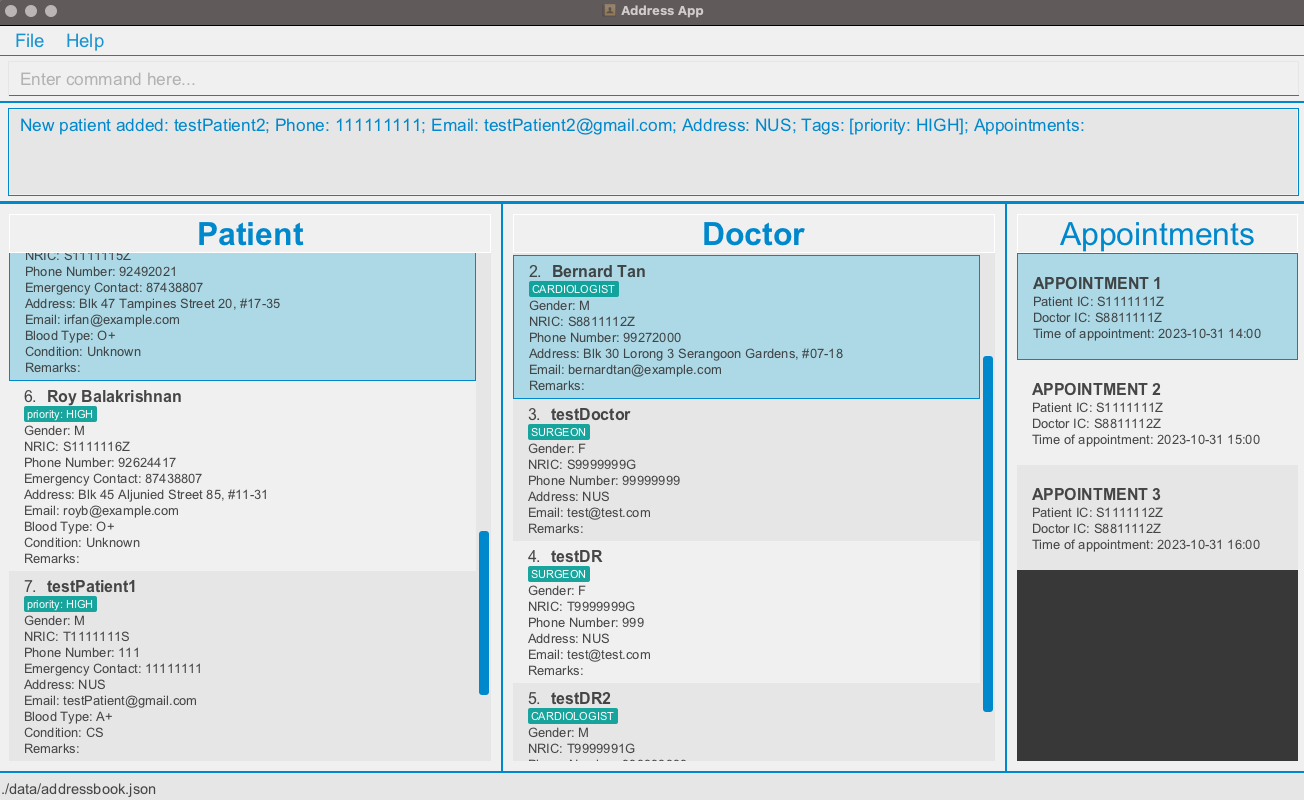 Address App
File Help
Enter command here...
New patient added: testPatient2; Phone: 111111111; Email: testPatient2@gmail.com; Address: NUS; Tags: [priority: HIGH]; Appointments:
Patient
NRIC: S1111115Z
Phone Number: 92492021
Emergency Contact: 87438807
Address: Blk 47 Tampines Street 20, #17-35
Email: irfan@example.com
Blood Type: O+
Condition: Unknown
Remarks:
6. Roy Balakrishnan
priority: HIGH
Gender: M
NRIC: S1111116Z
Phone Number: 92624417
Emergency Contact: 87438807
Address: Blk 45 Aljunied Street 85, #11-31
Email: royb@example.com
Blood Type: O+
Condition: Unknown
Remarks:
7. testPatient1
priority: HIGH
Gender: M
NRIC: T1111111S
Phone Number: 111
Emergency Contact: 11111111
Address: NUS
Email: testPatient@gmail.com
Blood Type: A+
Condition: CS
Remarks:
Doctor
2. Bernard Tan
CARDIOLOGIST
Gender: M
NRIC: S8811112Z
Phone Number: 99272000
Address: Blk 30 Lorong 3 Serangoon Gardens, #07-18
Email: bernardtan@example.com
Remarks:
3. testDoctor
SURGEON
Gender: F
NRIC: S9999999G
Phone Number: 99999999
Address: NUS
Email: test@test.com
Remarks:
4. testDR
SURGEON
Gender: F
NRIC: T9999999G
Phone Number: 999
Address: NUS
Email: test@test.com
Remarks:
5. testDR2
CARDIOLOGIST
Gender: M
NRIC: T9999991G
Appointments
APPOINTMENT 1
Patient IC: S1111111Z
Doctor IC: S8811111Z
Time of appointment: 2023-10-31 14:00
APPOINTMENT 2
Patient IC: S1111111Z
Doctor IC: S8811112Z
Time of appointment: 2023-10-31 15:00
APPOINTMENT 3
Patient IC: S1111112Z
Doctor IC: S8811112Z
Time of appointment: 2023-10-31 16:00
./data/addressbook.json